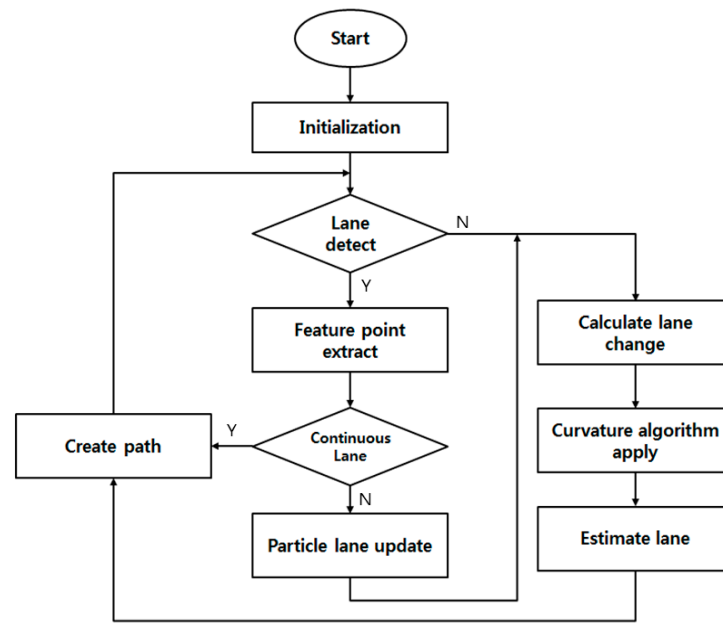 Start
Initialization
Lane
detect
N
Y
Feature point
extract
Calculate lane
change
Continuous
Lane
Y
Create path
N
Curvature algorithm
apply
Particle lane update
Estimate lane